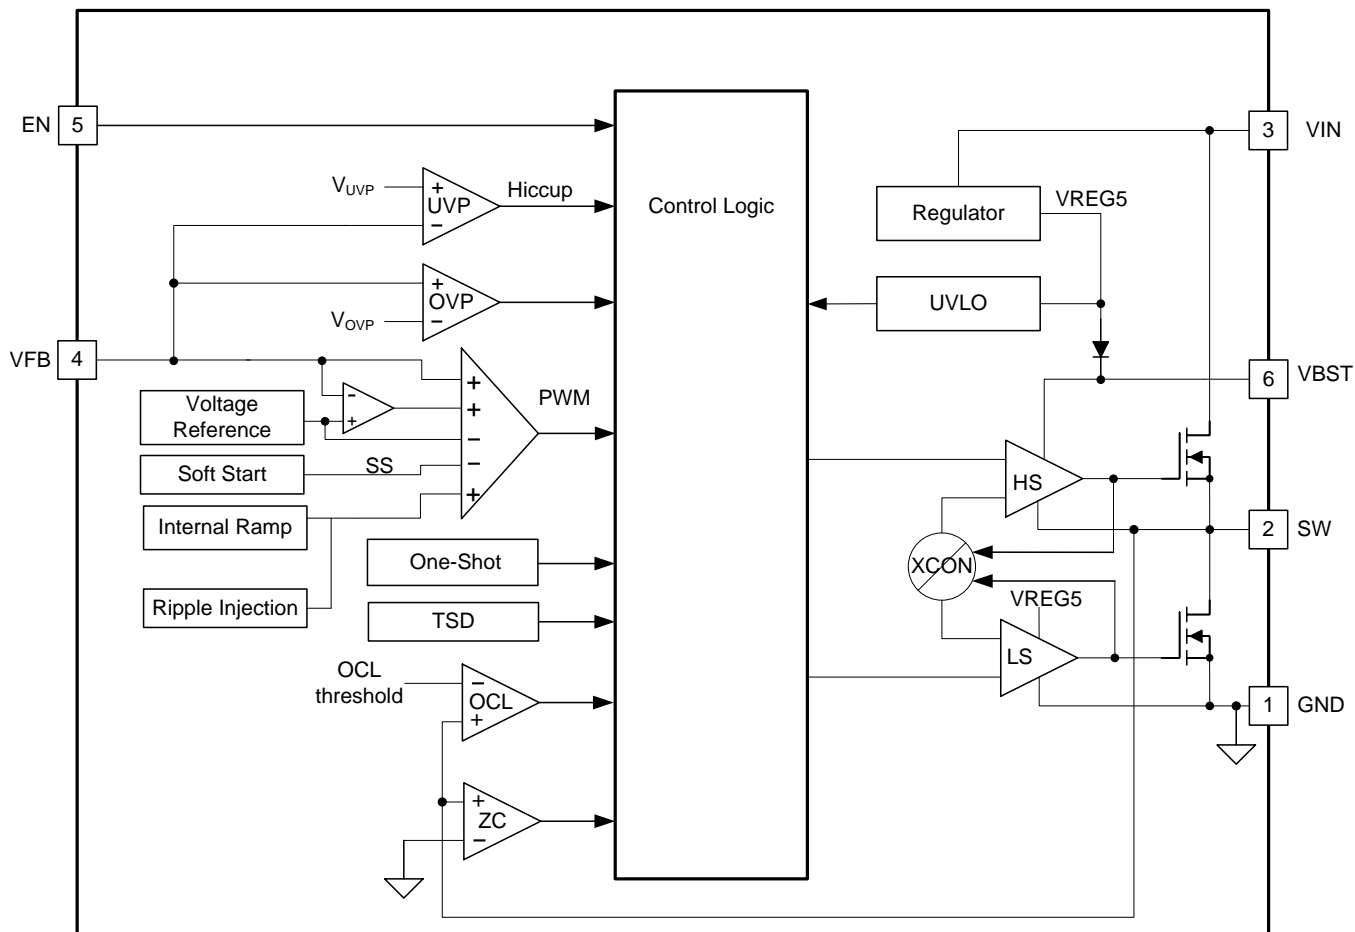 EN
5
3
VIN
VUVP
+
UVP
−
Hiccup
Control Logic
Regulator
VREG5
+
OVP
−
VOVP
UVLO
VFB
4
6
VBST
Voltage
Reference
-
+
+
+
−
−
+
PWM
Soft Start
SS
HS
Internal Ramp
2
SW
One-Shot
XCON
Ripple Injection
TSD
VREG5
LS
OCL
threshold
−
OCL
+
1
GND
+
ZC
−